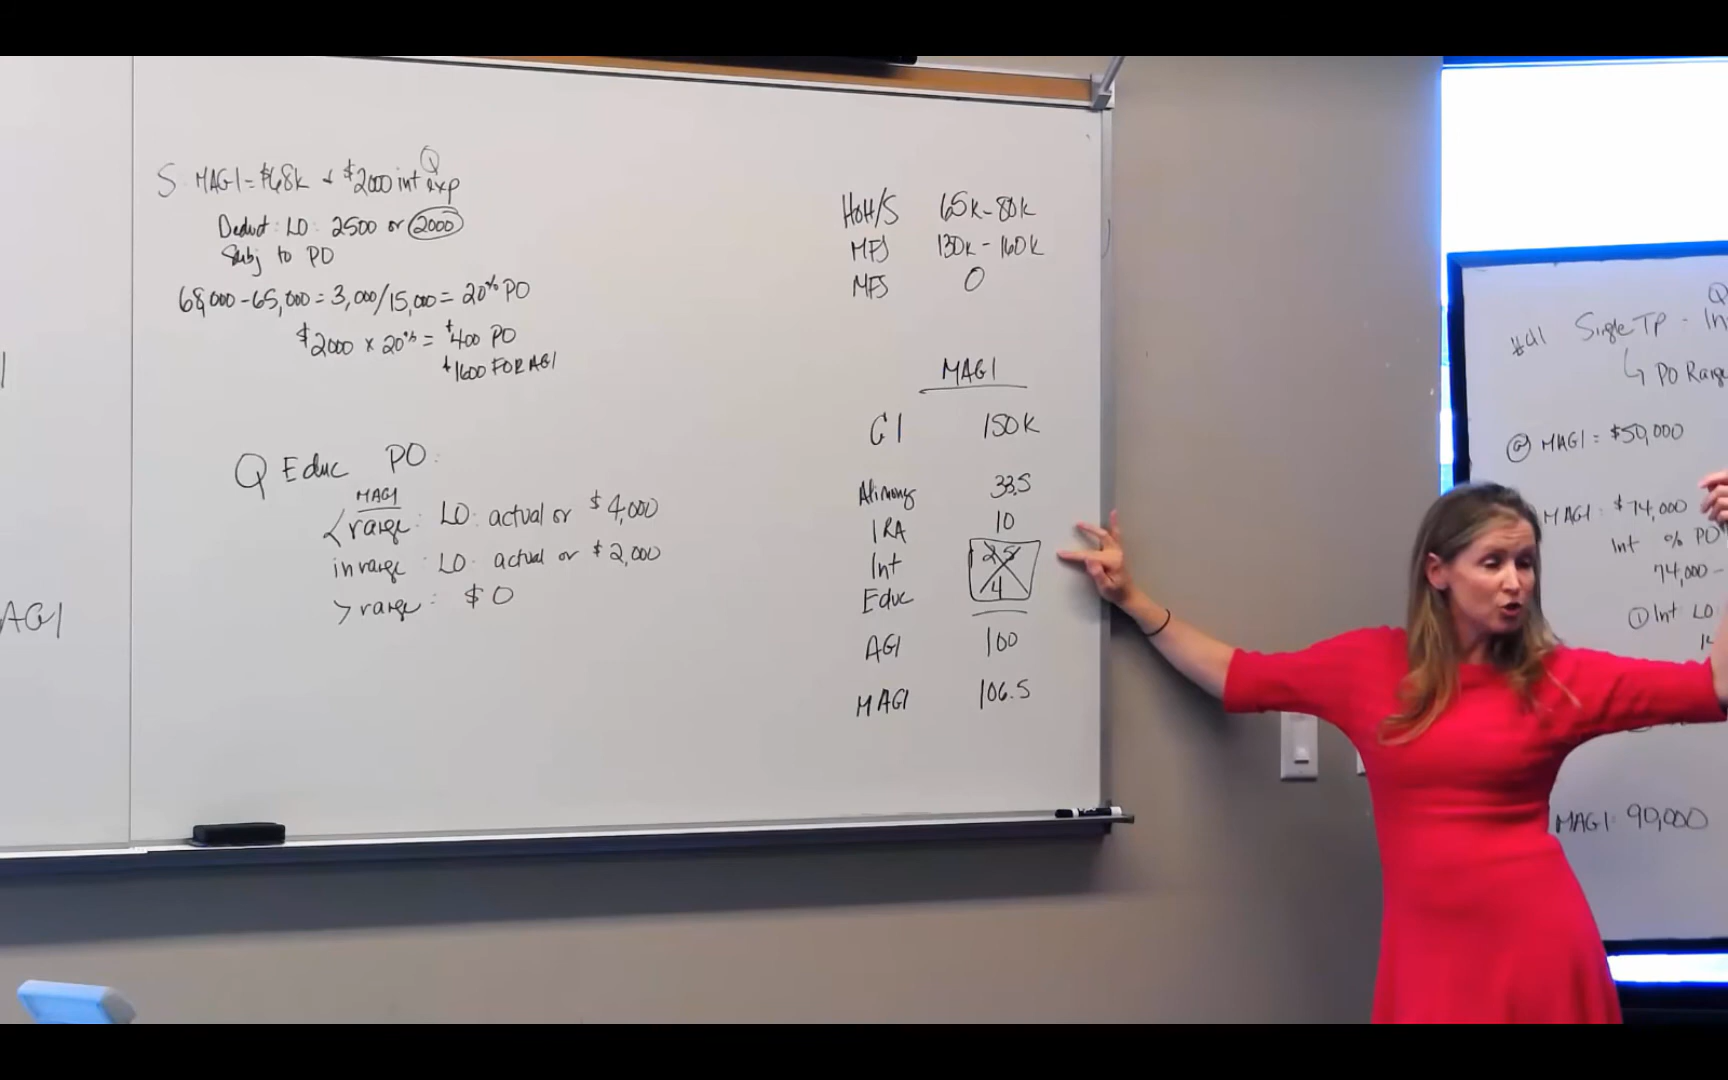 S MAGI = $68k + $2000 int Q exp
Deduct: LO: 2500 or 2000
Subj to PO
68,000 - 65,000 = 3,000/15,000 = 20% PO
$2000 x 20% = $400 PO
$1600 FOR AGI
Q Educ PO:
MAGI
< range: LO: actual or $4,000
in range: LO: actual or $2,000
> range: $0
HoH/S 65k - 80k
MFJ 130k - 160k
MFS 0
MAGI
GI 150k
Alimony 33.5
IRA 10
Int 2.5
Educ 4
AGI 100
MAGI 106.5
AGI
#41 Single TP - Q
PO Range
MAGI = $50,000
MAGI: $74,000
Int % PO
74,000 -
① Int LO
MAGI: 90,000